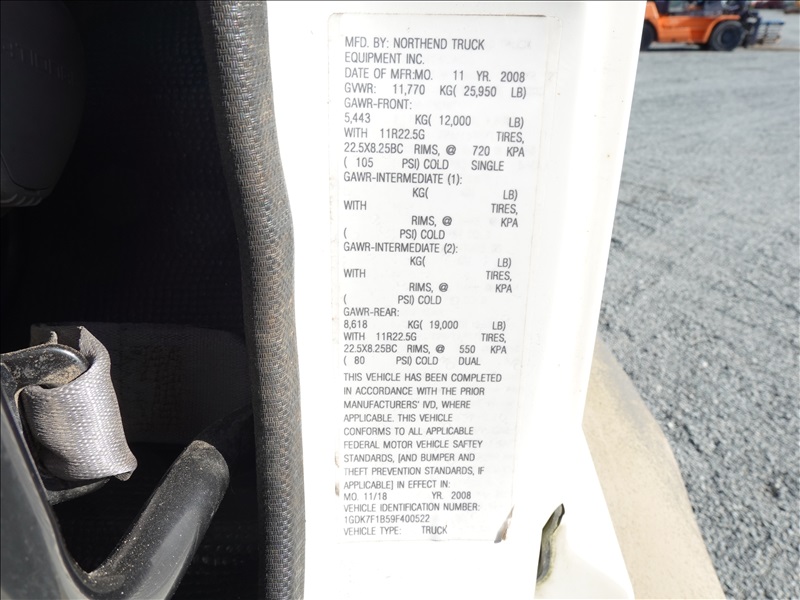 MFD. BY: NORTHEND TRUCK
EQUIPMENT INC.
DATE OF MFR:MO. 11 YR. 2008
GVWR: 11,770 KG( 25,950 LB)
GAWR-FRONT:
5,443 KG( 12,000 LB)
WITH 11R22.5G TIRES,
22.5X8.25BC RIMS, @ 720 KPA
( 105 PSI) COLD SINGLE
GAWR-INTERMEDIATE (1):
KG( LB)
WITH TIRES,
RIMS, @ KPA
( PSI) COLD
GAWR-INTERMEDIATE (2):
KG( LB)
WITH TIRES,
RIMS, @ KPA
( PSI) COLD
GAWR-REAR:
8,618 KG( 19,000 LB)
WITH 11R22.5G TIRES,
22.5X8.25BC RIMS, @ 550 KPA
( 80 PSI) COLD DUAL
THIS VEHICLE HAS BEEN COMPLETED
IN ACCORDANCE WITH THE PRIOR
MANUFACTURERS' IVD, WHERE
APPLICABLE. THIS VEHICLE
CONFORMS TO ALL APPLICABLE
FEDERAL MOTOR VEHICLE SAFTEY
STANDARDS, [AND BUMPER AND
THEFT PREVENTION STANDARDS, IF
APPLICABLE] IN EFFECT IN:
MO. 11/18 YR. 2008
VEHICLE IDENTIFICATION NUMBER:
1GDK7F1B59F400522
VEHICLE TYPE: TRUCK